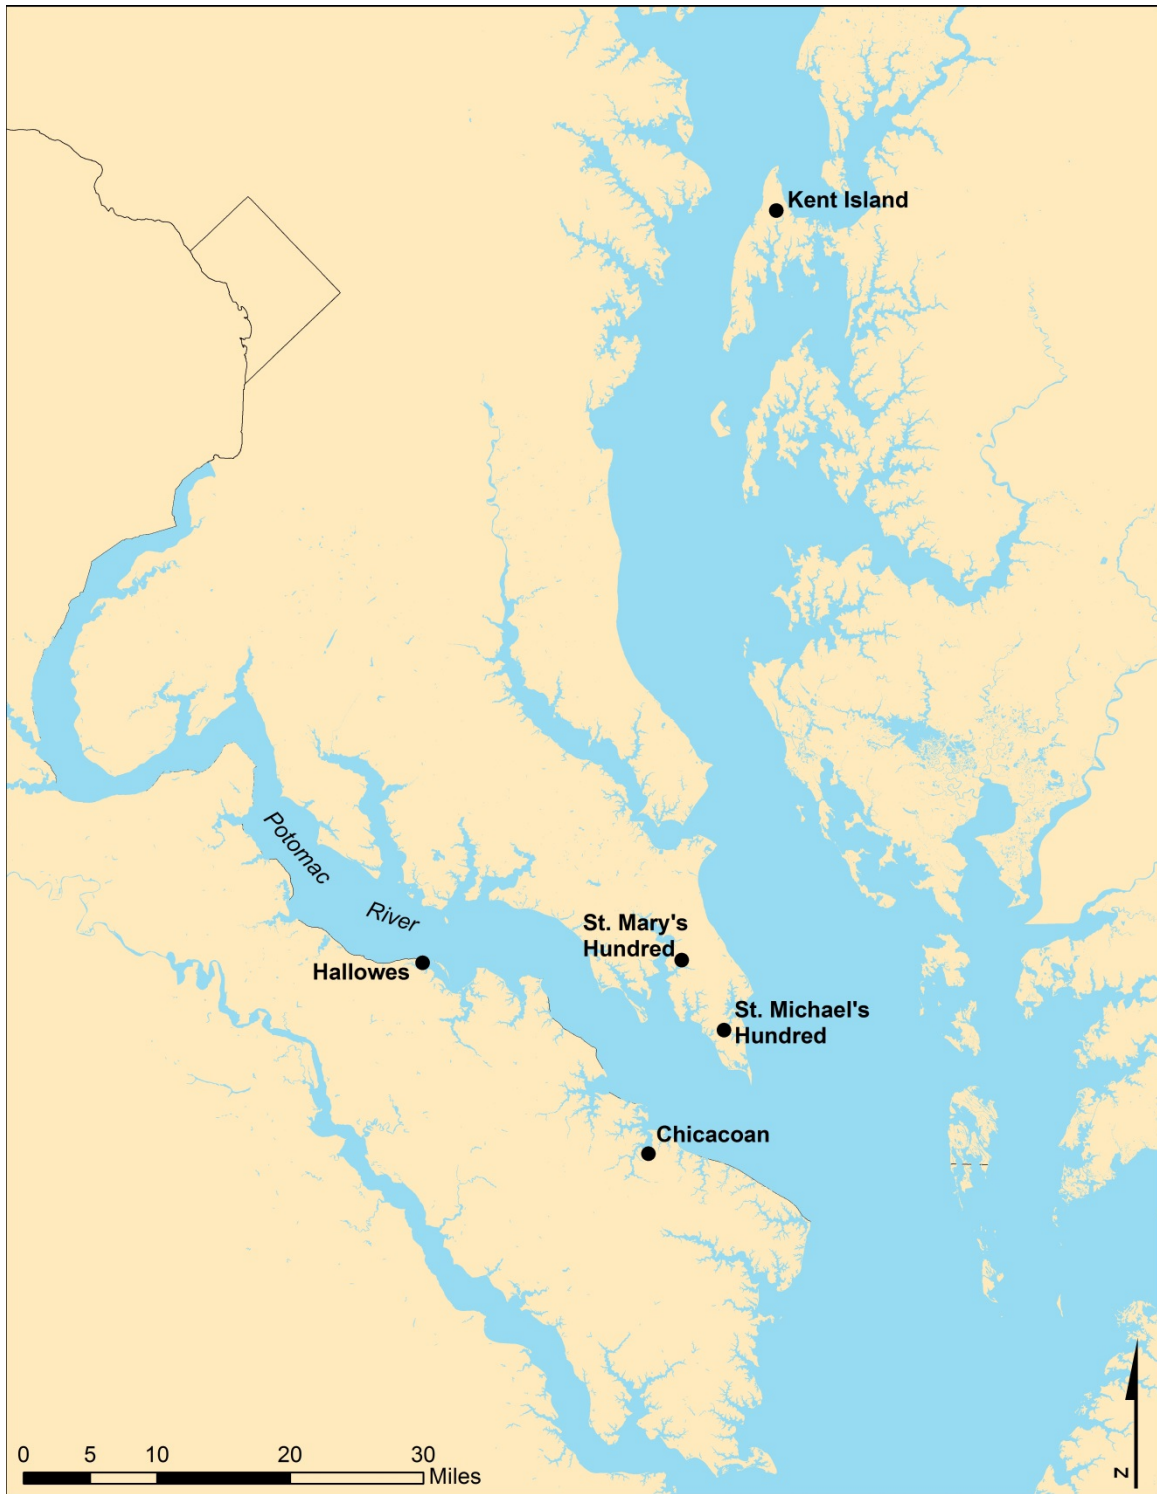 Kent Island
Potomac
River
St. Mary's
Hundred
Hallowes
St. Michael's
Hundred
Chicacoan
0 5 10 20 30
Miles
N